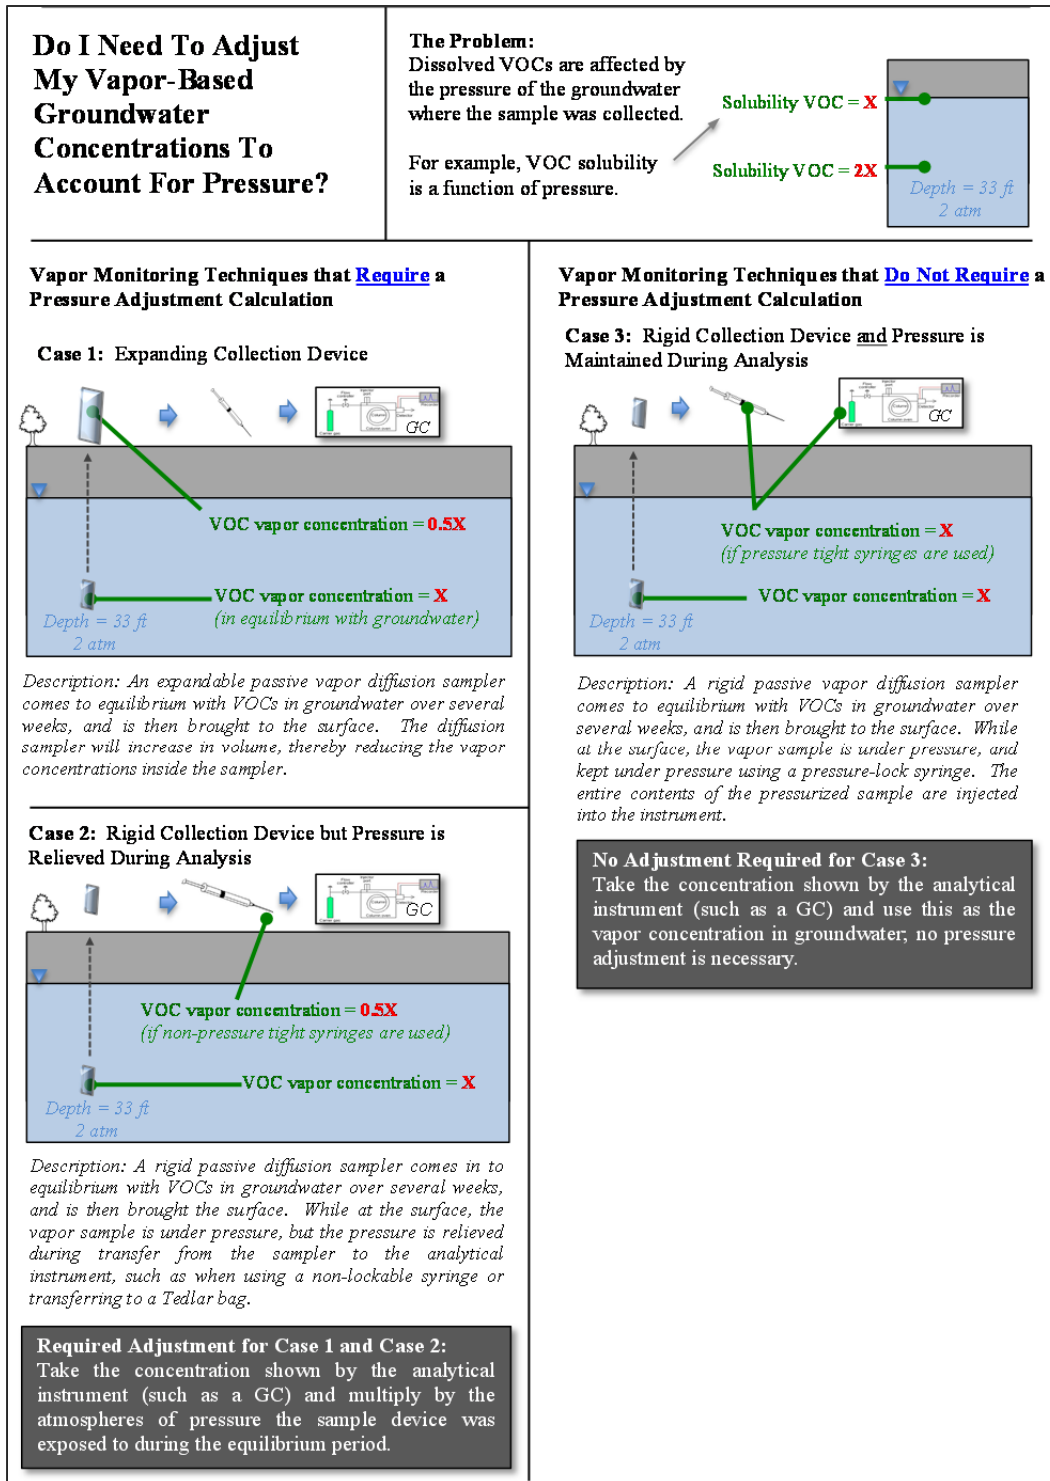 Do I Need To Adjust
My Vapor-Based
Groundwater
Concentrations To
Account For Pressure?
The Problem:
Dissolved VOCs are affected by
the pressure of the groundwater
where the sample was collected.
For example, VOC solubility
is a function of pressure.
Solubility VOC = X
Solubility VOC = 2X
Depth = 33 ft
2 atm
Vapor Monitoring Techniques that Require a
Pressure Adjustment Calculation
Case 1: Expanding Collection Device
GC
VOC vapor concentration = 0.5X
VOC vapor concentration = X
(in equilibrium with groundwater)
Depth = 33 ft
2 atm
Description: An expandable passive vapor diffusion sampler
comes to equilibrium with VOCs in groundwater over several
weeks, and is then brought to the surface. The diffusion
sampler will increase in volume, thereby reducing the vapor
concentrations inside the sampler.
Case 2: Rigid Collection Device but Pressure is
Relieved During Analysis
GC
VOC vapor concentration = 0.5X
(if non-pressure tight syringes are used)
VOC vapor concentration = X
Depth = 33 ft
2 atm
Description: A rigid passive diffusion sampler comes in to
equilibrium with VOCs in groundwater over several weeks,
and is then brought the surface. While at the surface, the
vapor sample is under pressure, but the pressure is relieved
during transfer from the sampler to the analytical
instrument, such as when using a non-lockable syringe or
transferring to a Tedlar bag.
Required Adjustment for Case 1 and Case 2:
Take the concentration shown by the analytical
instrument (such as a GC) and multiply by the
atmospheres of pressure the sample device was
exposed to during the equilibrium period.
Vapor Monitoring Techniques that Do Not Require a
Pressure Adjustment Calculation
Case 3: Rigid Collection Device and Pressure is
Maintained During Analysis
GC
VOC vapor concentration = X
(if pressure tight syringes are used)
VOC vapor concentration = X
Depth = 33 ft
2 atm
Description: A rigid passive vapor diffusion sampler
comes to equilibrium with VOCs in groundwater over
several weeks, and is then brought to the surface. While
at the surface, the vapor sample is under pressure, and
kept under pressure using a pressure-lock syringe. The
entire contents of the pressurized sample are injected
into the instrument.
No Adjustment Required for Case 3:
Take the concentration shown by the analytical
instrument (such as a GC) and use this as the
vapor concentration in groundwater; no pressure
adjustment is necessary.